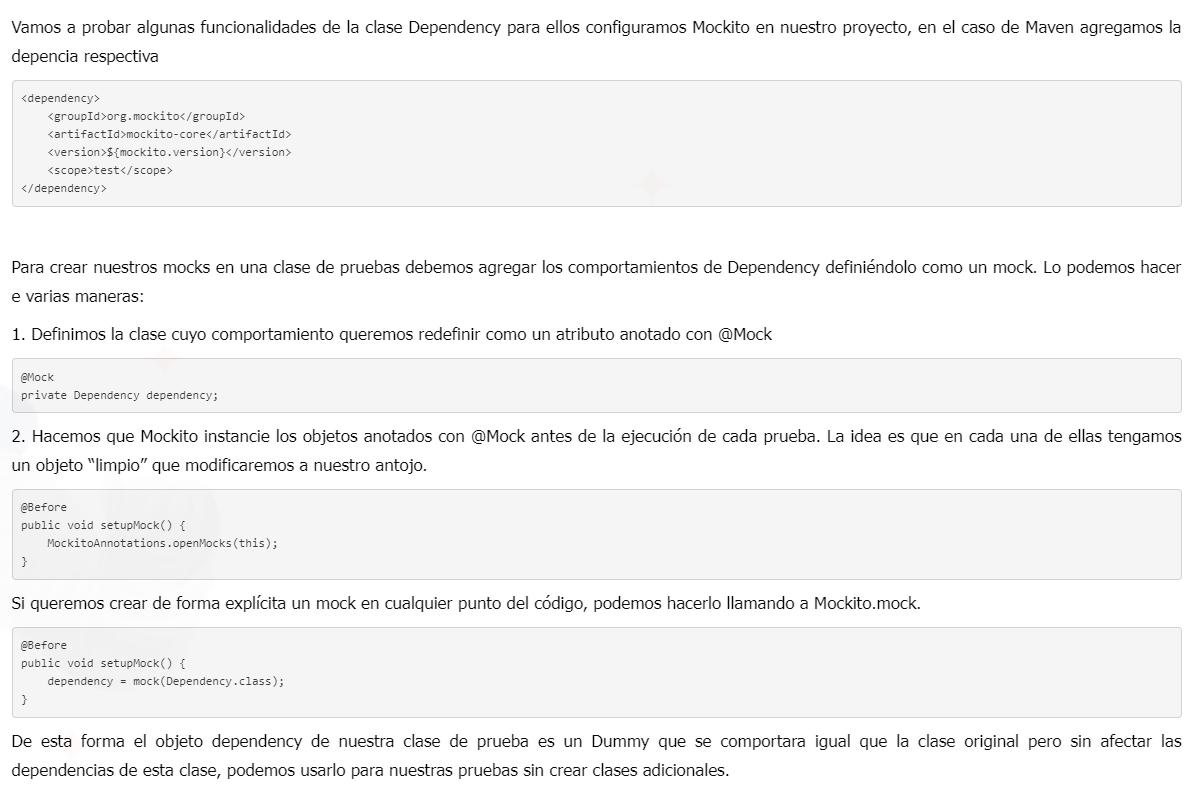 Vamos a probar algunas funcionalidades de la clase Dependency para ellos configuramos Mockito en nuestro proyecto, en el caso de Maven agregamos la
depencia respectiva
<dependency>
    <groupId>org.mockito</groupId>
    <artifactId>mockito-core</artifactId>
    <version>${mockito.version}</version>
    <scope>test</scope>
</dependency>
Para crear nuestros mocks en una clase de pruebas debemos agregar los comportamientos de Dependency definiéndolo como un mock. Lo podemos hacer
e varias maneras:
1. Definimos la clase cuyo comportamiento queremos redefinir como un atributo anotado con @Mock
@Mock
private Dependency dependency;
2. Hacemos que Mockito instancie los objetos anotados con @Mock antes de la ejecución de cada prueba. La idea es que en cada una de ellas tengamos
un objeto “limpio” que modificaremos a nuestro antojo.
@Before
public void setupMock() {
    MockitoAnnotations.openMocks(this);
}
Si queremos crear de forma explícita un mock en cualquier punto del código, podemos hacerlo llamando a Mockito.mock.
@Before
public void setupMock() {
    dependency = mock(Dependency.class);
}
De esta forma el objeto dependency de nuestra clase de prueba es un Dummy que se comportara igual que la clase original pero sin afectar las
dependencias de esta clase, podemos usarlo para nuestras pruebas sin crear clases adicionales.